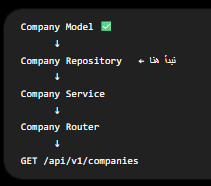 Company Model ✅
↓
Company Repository ← نبدأ هنا
↓
Company Service
↓
Company Router
↓
GET /api/v1/companies